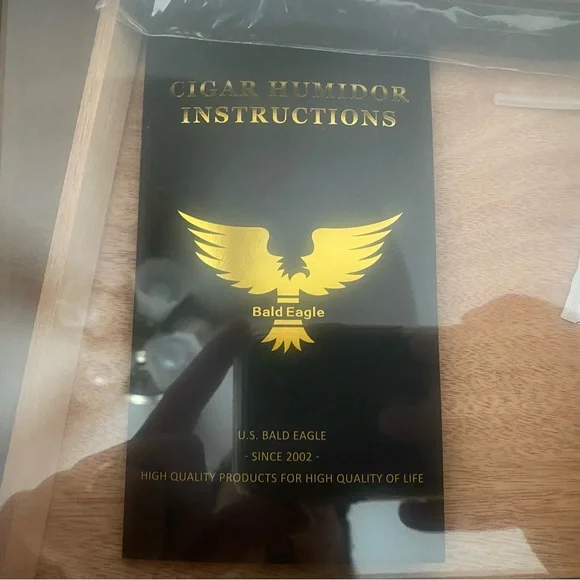 CIGAR HUMIDOR
INSTRUCTIONS
Bald Eagle
U.S. BALD EAGLE
- SINCE 2002 -
HIGH QUALITY PRODUCTS FOR HIGH QUALITY OF LIFE